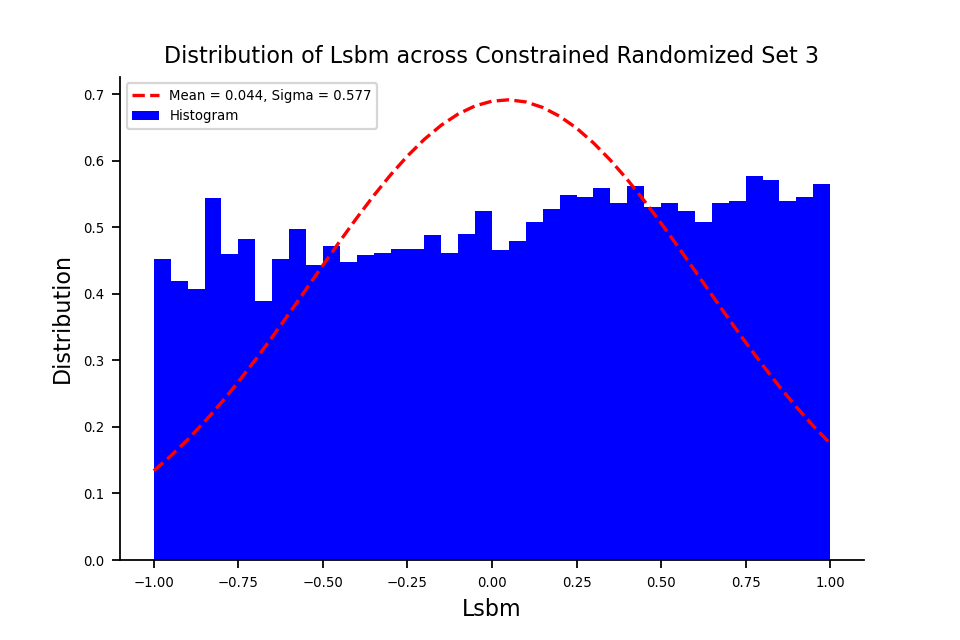 Distribution of Lsbm across Constrained Randomized Set 3
Mean = 0.044, Sigma = 0.577
Histogram
Distribution
0.7
0.6
0.5
0.4
0.3
0.2
0.1
0.0
−1.00 −0.75 −0.50 −0.25 0.00 0.25 0.50 0.75 1.00
Lsbm